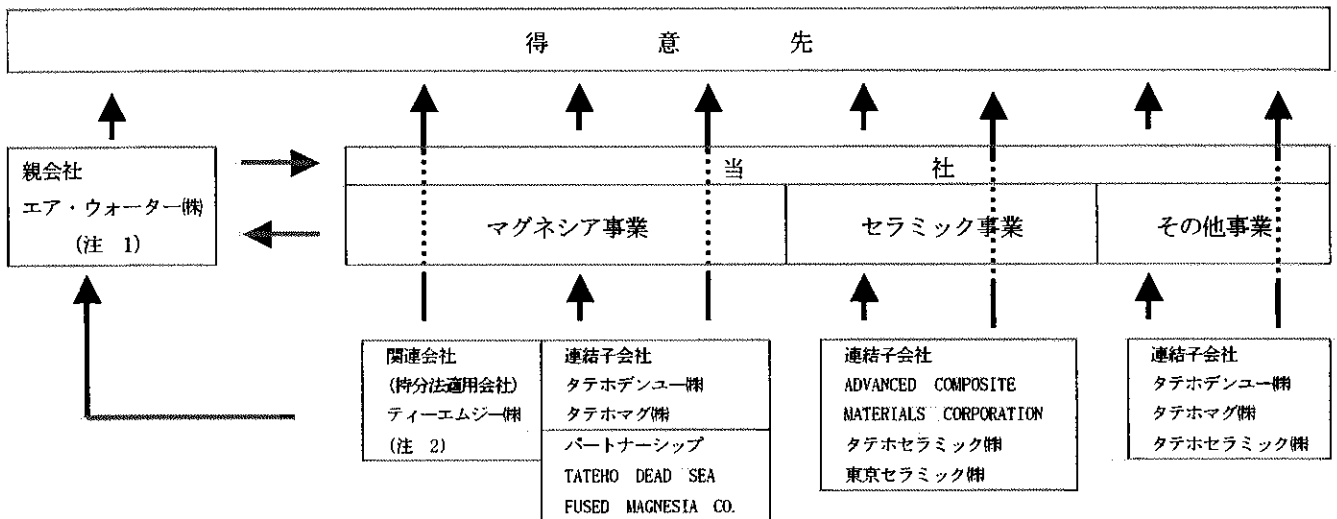 得意先
親会社
エア・ウォーター㈱
(注 1)
当社
マグネシア事業
セラミック事業
その他事業
関連会社
(持分法適用会社)
ティーエムジー㈱
(注 2)
連結子会社
タテホデンユー㈱
タテホマグ㈱
パートナーシップ
TATEHO DEAD SEA
FUSED MAGNESIA CO.
連結子会社
ADVANCED COMPOSITE
MATERIALS CORPORATION
タテホセラミック㈱
東京セラミック㈱
連結子会社
タテホデンユー㈱
タテホマグ㈱
タテホセラミック㈱